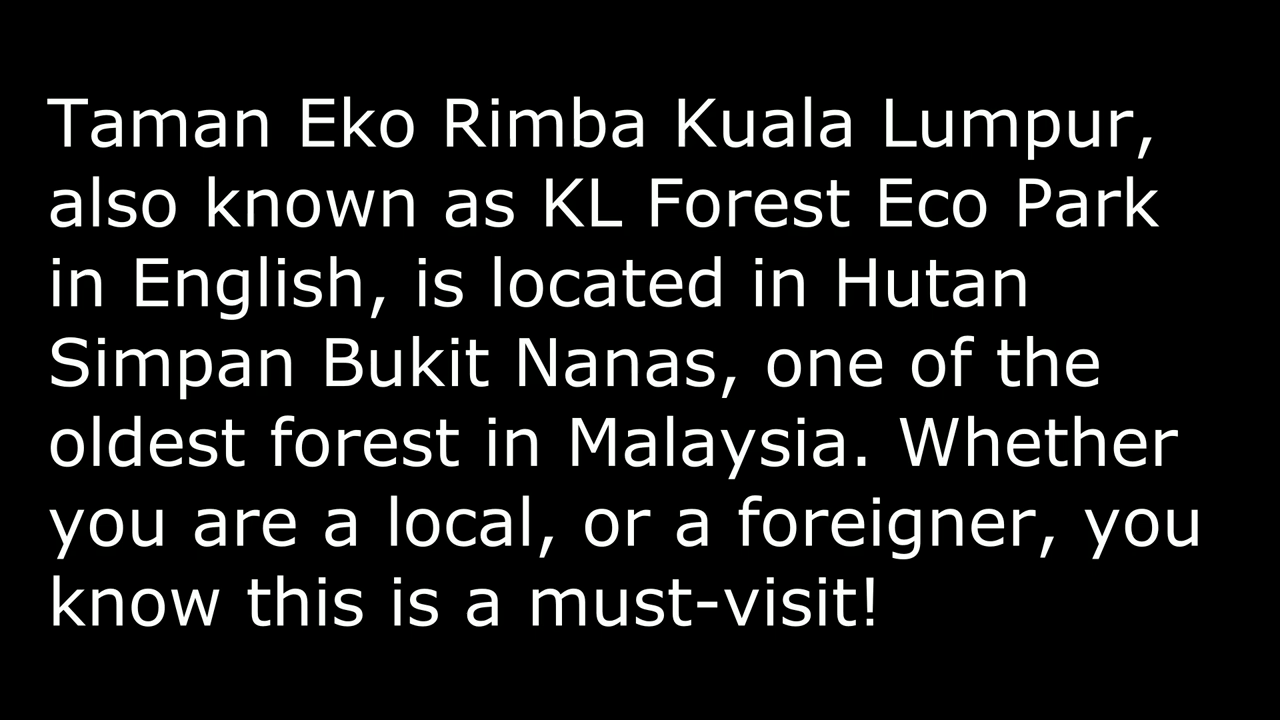 Taman Eko Rimba Kuala Lumpur,
also known as KL Forest Eco Park
in English, is located in Hutan
Simpan Bukit Nanas, one of the
oldest forest in Malaysia. Whether
you are a local, or a foreigner, you
know this is a must-visit!